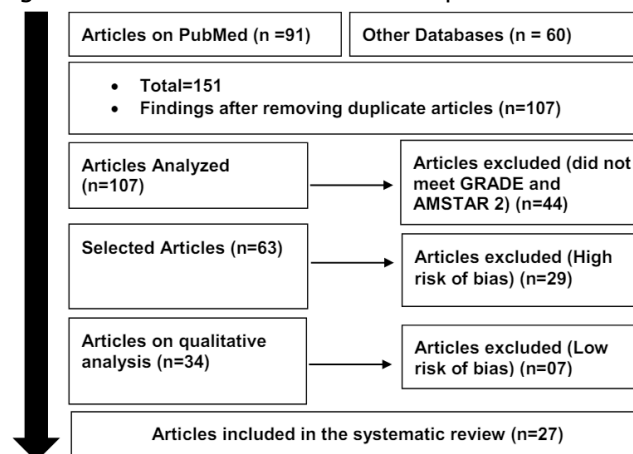 Articles on PubMed (n =91)
Other Databases (n = 60)
• Total=151
• Findings after removing duplicate articles (n=107)
Articles Analyzed
(n=107)
Articles excluded (did not
meet GRADE and
AMSTAR 2) (n=44)
Selected Articles (n=63)
Articles excluded (High
risk of bias) (n=29)
Articles on qualitative
analysis (n=34)
Articles excluded (Low
risk of bias) (n=07)
Articles included in the systematic review (n=27)